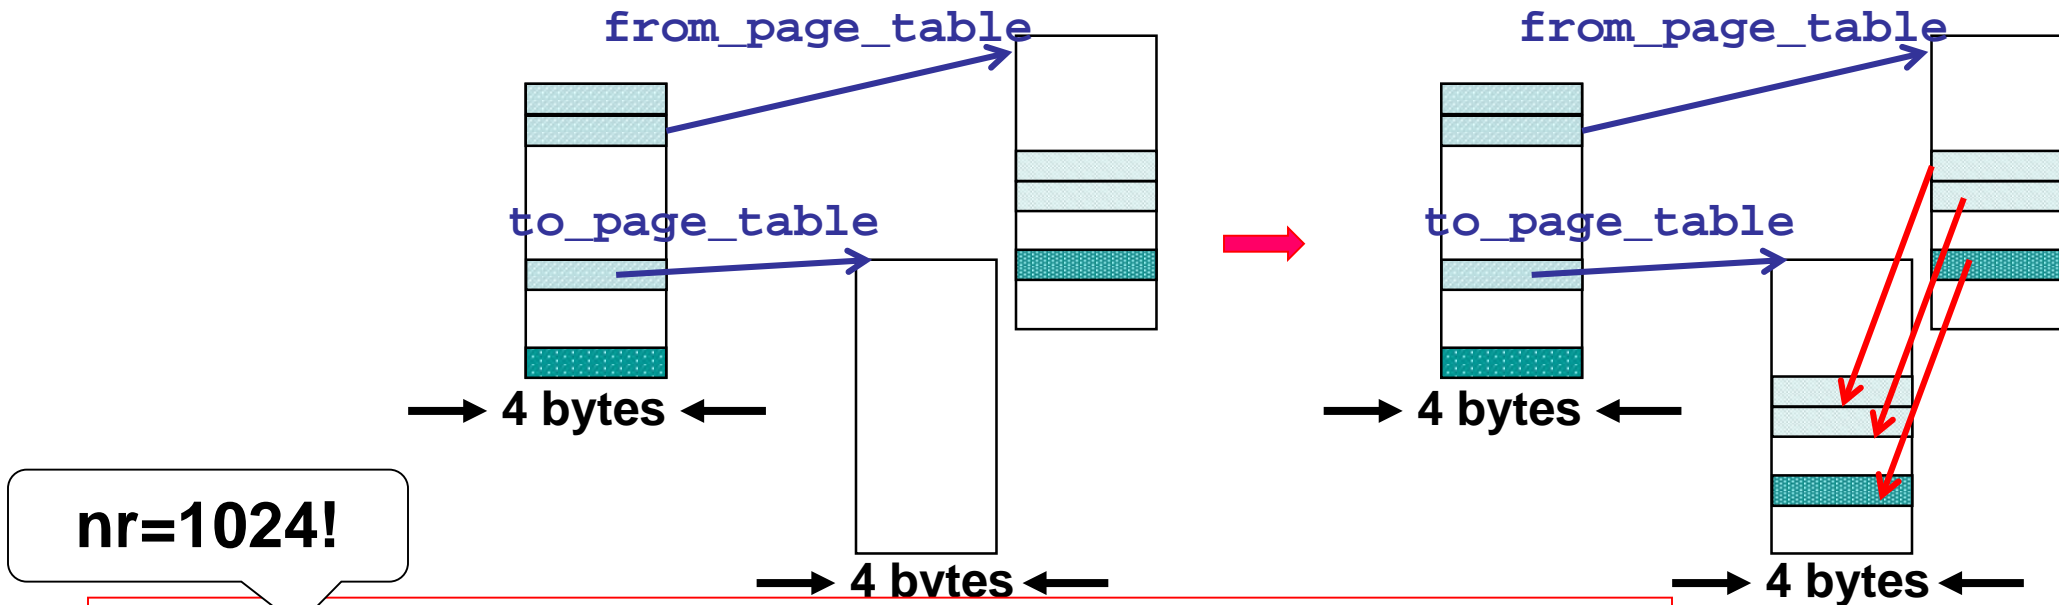 from_page_table
from_page_table
to_page_table
to_page_table
4 bytes
4 bytes
nr=1024!
4 bytes
4 bytes